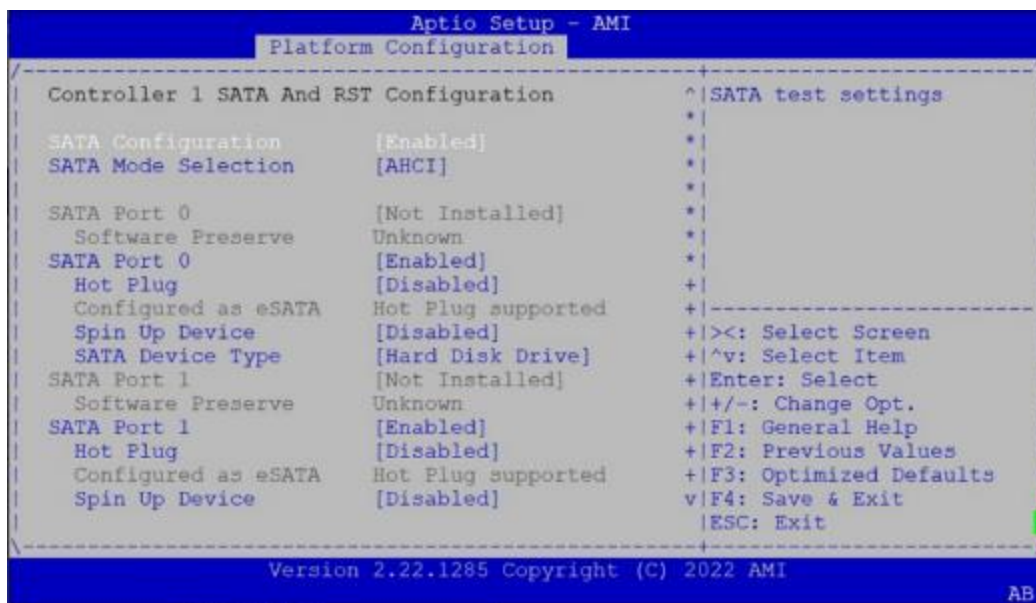 Aptio Setup - AMI
Platform Configuration
/----------------------------------------------------+------------------------
| Controller 1 SATA And RST Configuration ^|SATA test settings
| *|
| SATA Configuration [Enabled] *|
| SATA Mode Selection [AHCI] *|
| *|
| SATA Port 0 [Not Installed] *|
| Software Preserve Unknown *|
| SATA Port 0 [Enabled] *|
| Hot Plug [Disabled] +|
| Configured as eSATA Hot Plug supported +|------------------------
| Spin Up Device [Disabled] +|><: Select Screen
| SATA Device Type [Hard Disk Drive] +|^v: Select Item
| SATA Port 1 [Not Installed] +|Enter: Select
| Software Preserve Unknown +|+/-: Change Opt.
| SATA Port 1 [Enabled] +|F1: General Help
| Hot Plug [Disabled] +|F2: Previous Values
| Configured as eSATA Hot Plug supported +|F3: Optimized Defaults
| Spin Up Device [Disabled] v|F4: Save & Exit
| |ESC: Exit
\----------------------------------------------------+------------------------
Version 2.22.1285 Copyright (C) 2022 AMI
AB